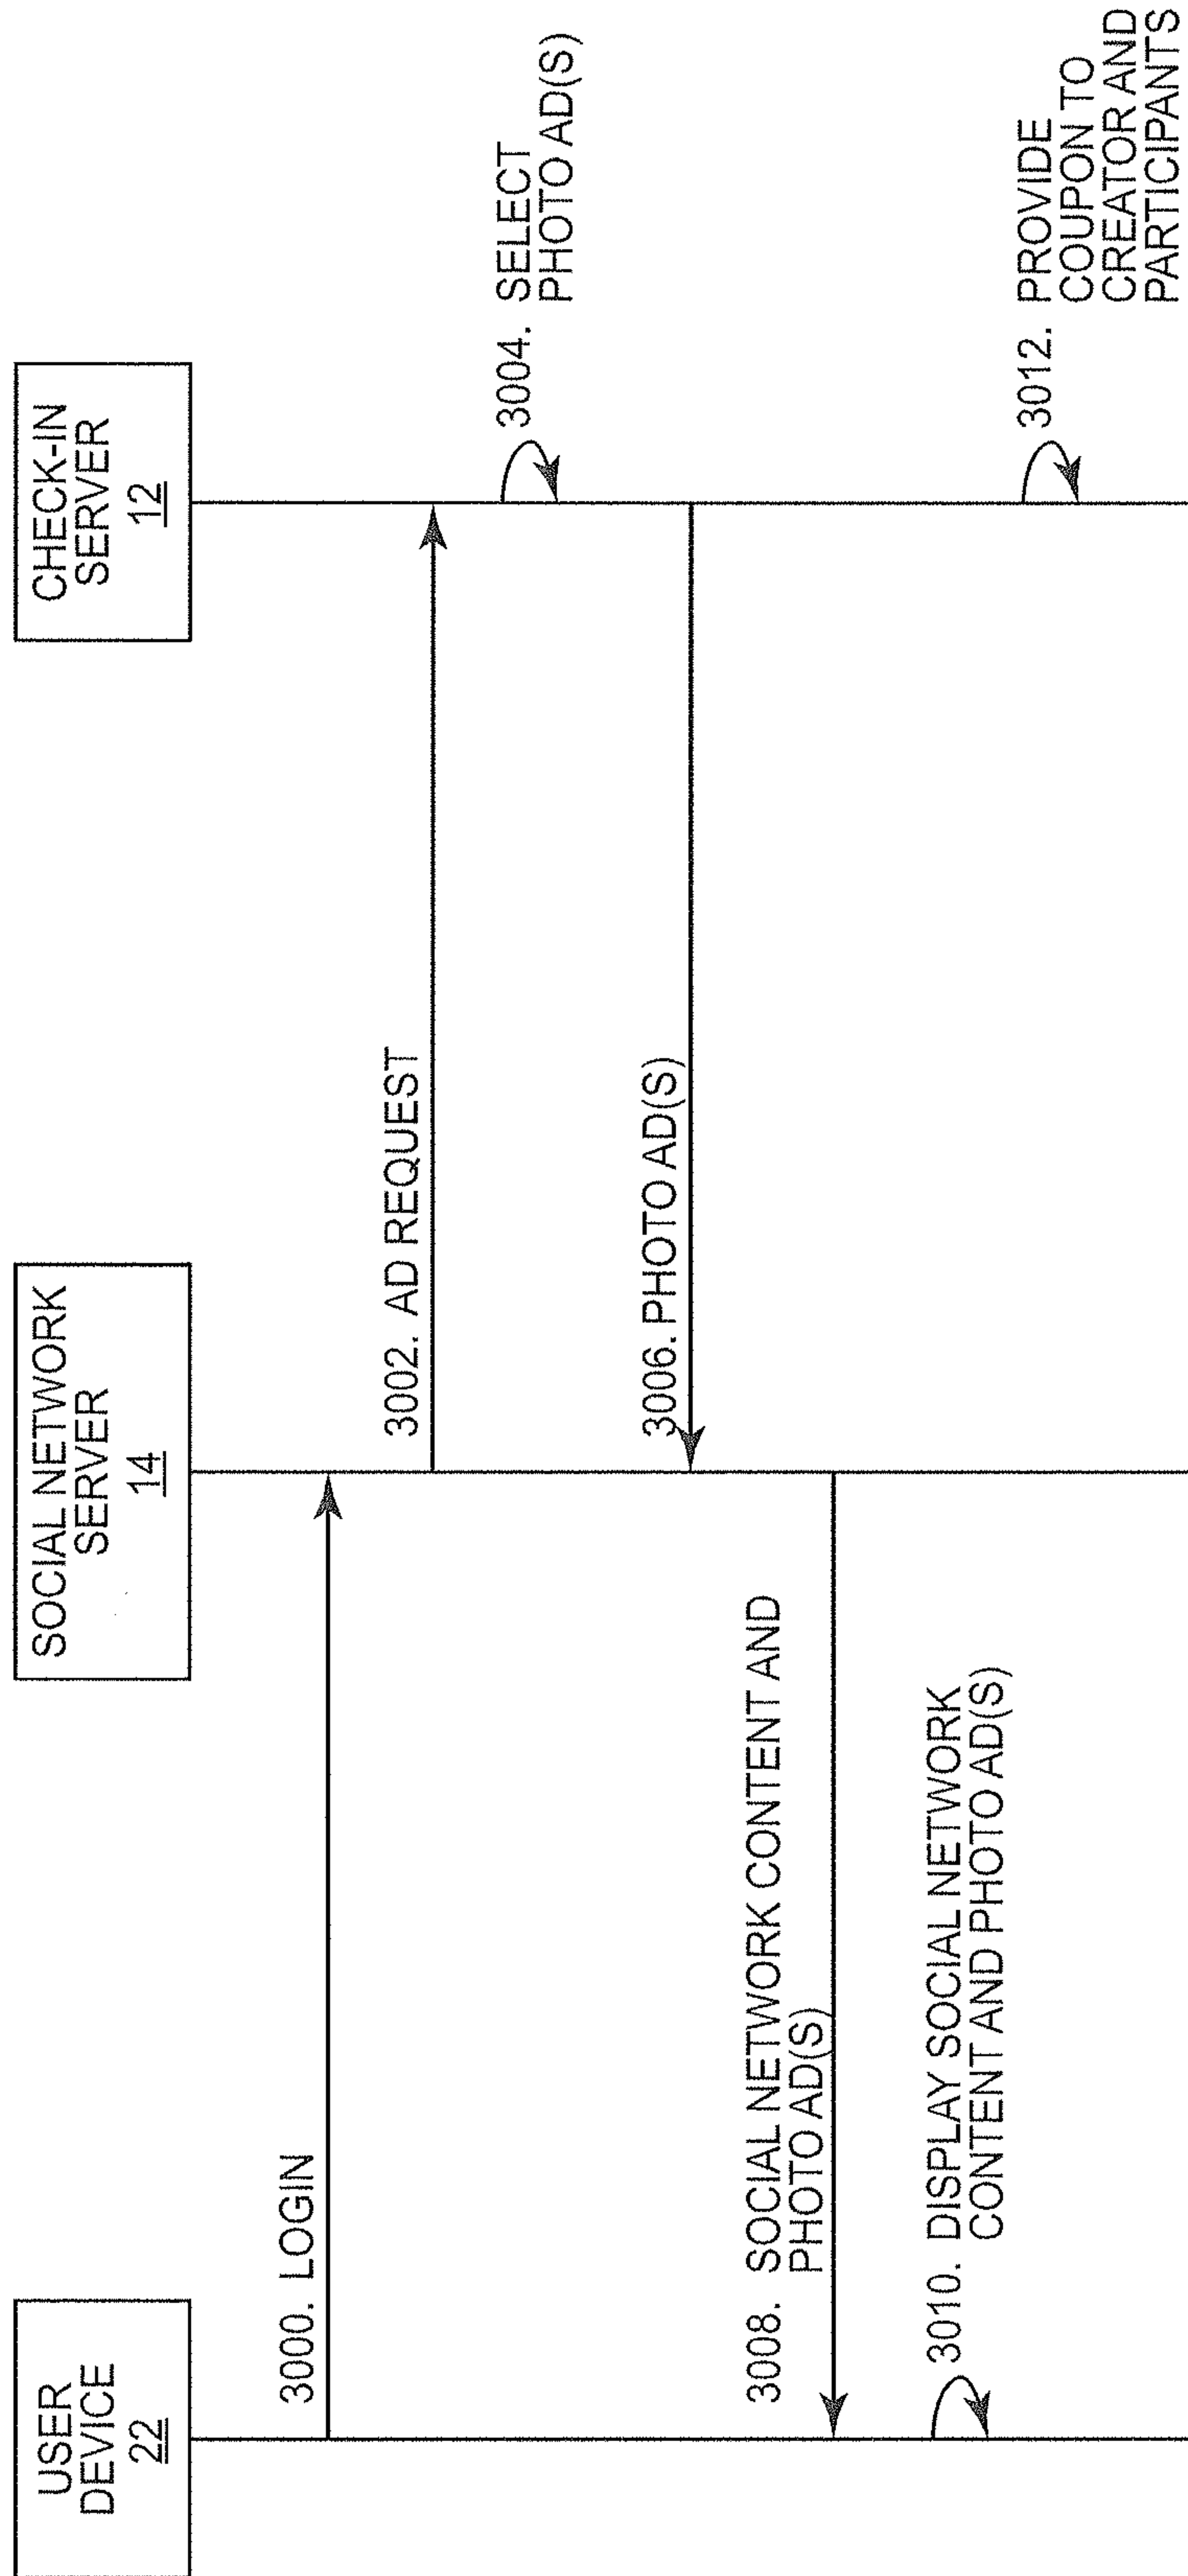 USER
DEVICE
22
SOCIAL NETWORK
SERVER
14
CHECK-IN
SERVER
12
3000. LOGIN
3002. AD REQUEST
3004. SELECT
PHOTO AD(S)
3006. PHOTO AD(S)
3008. SOCIAL NETWORK CONTENT AND
PHOTO AD(S)
3010. DISPLAY SOCIAL NETWORK
CONTENT AND PHOTO AD(S)
3012. PROVIDE
COUPON TO
CREATOR AND
PARTICIPANTS